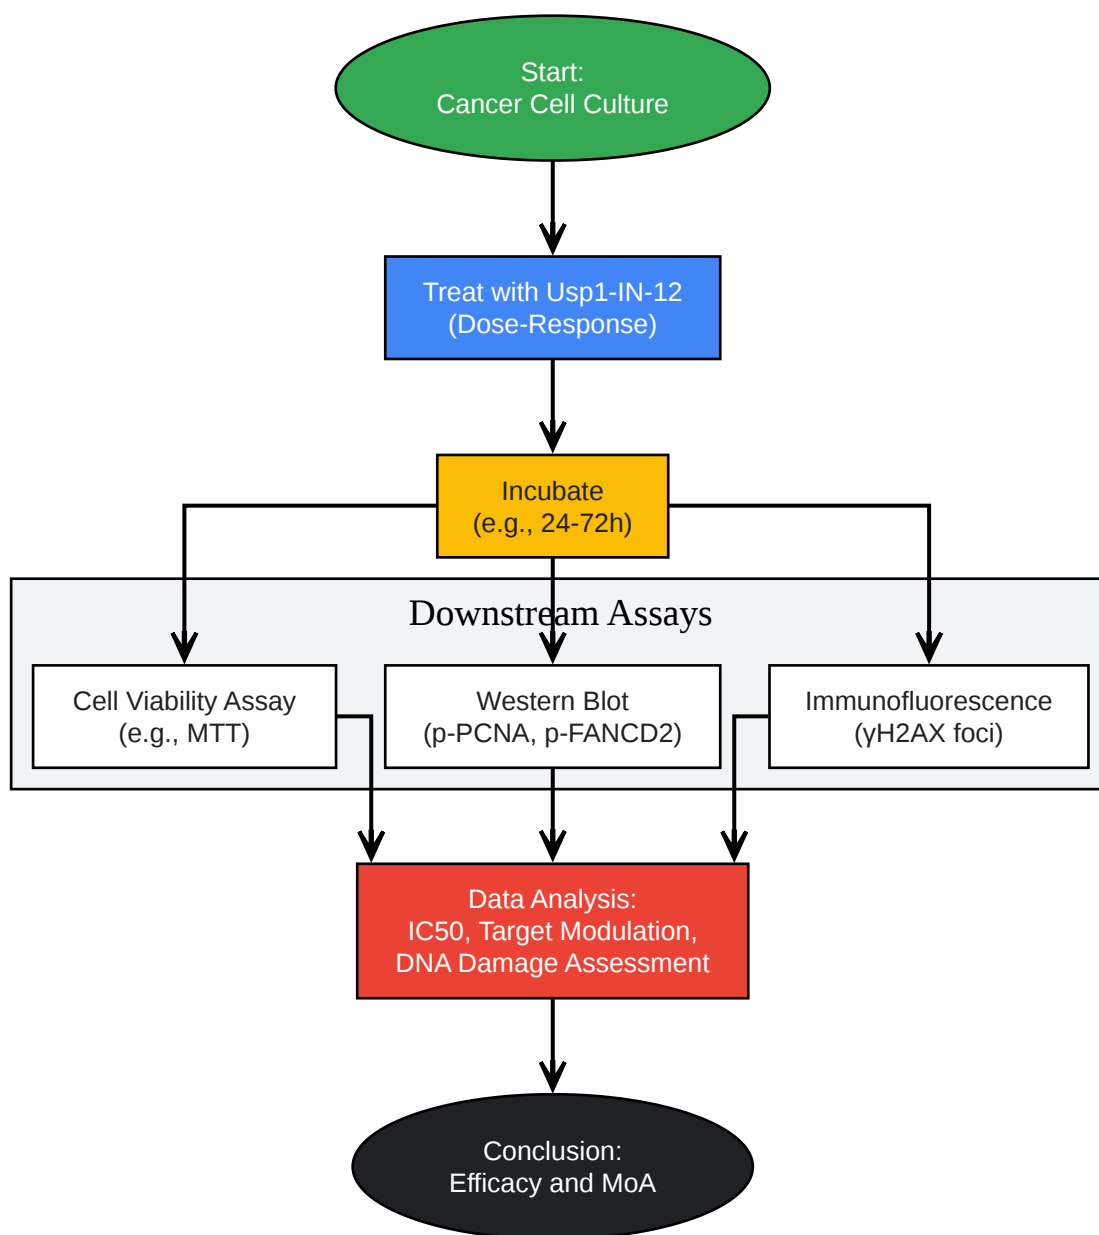 Start:
Cancer Cell Culture
Treat with Usp1-IN-12
(Dose-Response)
Incubate
(e.g., 24-72h)
Downstream Assays
Cell Viability Assay
(e.g., MTT)
Western Blot
(p-PCNA, p-FANCD2)
Immunofluorescence
(γH2AX foci)
Data Analysis:
IC50, Target Modulation,
DNA Damage Assessment
Conclusion:
Efficacy and MoA